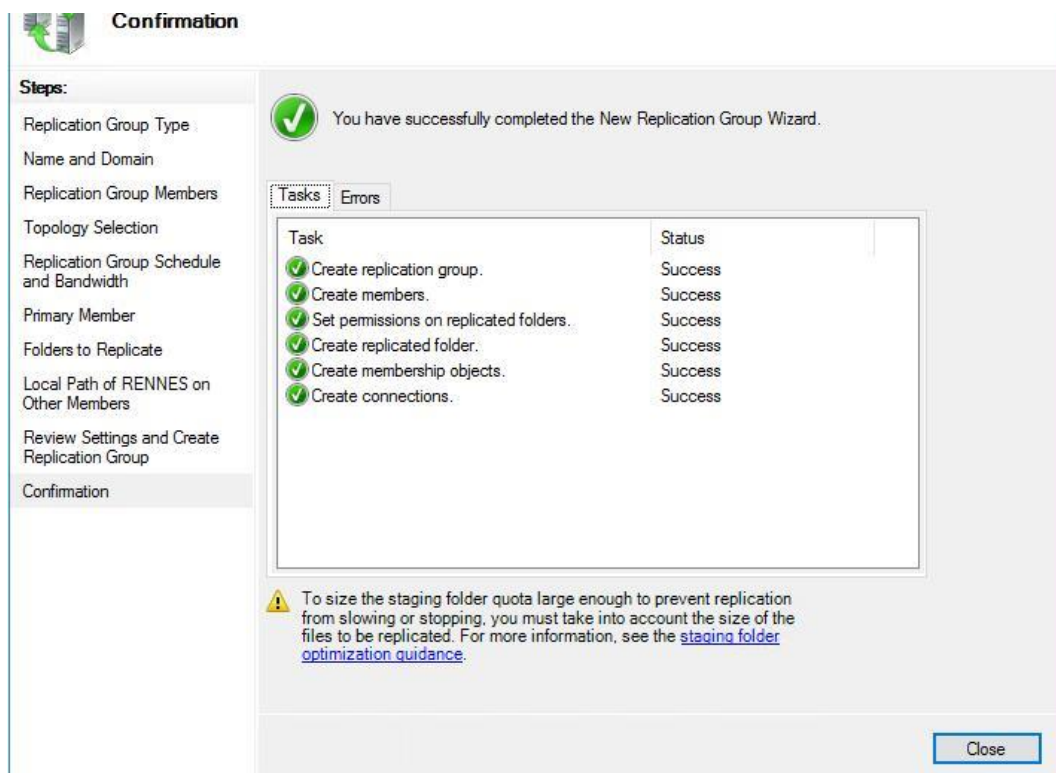 Confirmation
Steps:
Replication Group Type
Name and Domain
Replication Group Members
Topology Selection
Replication Group Schedule
and Bandwidth
Primary Member
Folders to Replicate
Local Path of RENNES on
Other Members
Review Settings and Create
Replication Group
Confirmation
You have successfully completed the New Replication Group Wizard.
Tasks Errors
Task Status
Create replication group. Success
Create members. Success
Set permissions on replicated folders. Success
Create replicated folder. Success
Create membership objects. Success
Create connections. Success
To size the staging folder quota large enough to prevent replication
from slowing or stopping, you must take into account the size of the
files to be replicated. For more information, see the staging folder
optimization guidance.
Close